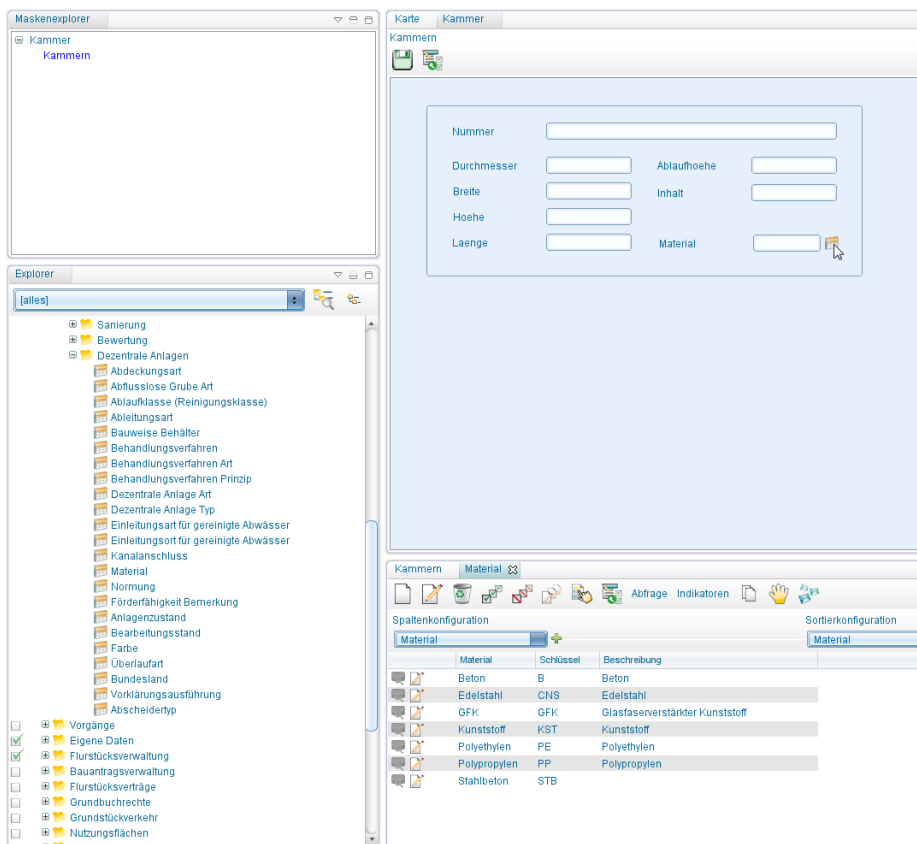 Maskenexplorer
Kammer
Kammern
Explorer
[alles]
Sanierung
Bewertung
Dezentrale Anlagen
Abdeckungsart
Abflusslose Grube Art
Ablaufklasse (Reinigungsklasse)
Ableitungsart
Bauweise Behälter
Behandlungsverfahren
Behandlungsverfahren Art
Behandlungsverfahren Prinzip
Dezentrale Anlage Art
Dezentrale Anlage Typ
Einleitungsart für gereinigte Abwässer
Einleitungsort für gereinigte Abwässer
Kanalanschluss
Material
Normung
Förderfähigkeit Bemerkung
Anlagenzustand
Bearbeitungsstand
Farbe
Überlaufart
Bundesland
Vorklärungsausführung
Abscheidertyp
Vorgänge
Eigene Daten
Flurstücksverwaltung
Bauantragsverwaltung
Flurstücksverträge
Grundbuchrechte
Grundstückverkehr
Nutzungsflächen
Karte Kammer
Kammern
Nummer
Durchmesser Ablaufhoehe
Breite Inhalt
Hoehe
Laenge Material
Kammern Material
Abfrage Indikatoren
Spaltenkonfiguration Sortierkonfiguration
Material Material
Material Schlüssel Beschreibung
Beton B Beton
Edelstahl CNS Edelstahl
GFK GFK Glasfaserverstärkter Kunststoff
Kunststoff KST Kunststoff
Polyethylen PE Polyethylen
Polypropylen PP Polypropylen
Stahlbeton STB